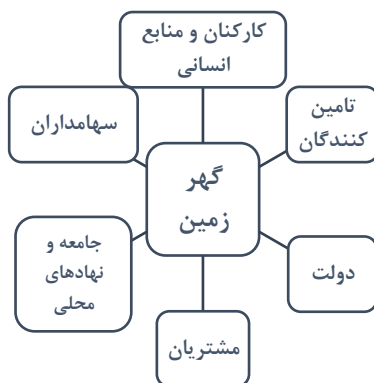 کارکنان و منابع
انسانی
تامین
کنندگان
سهامداران
گهر
زمین
جامعه و
نهادهای
محلی
دولت
مشتریان